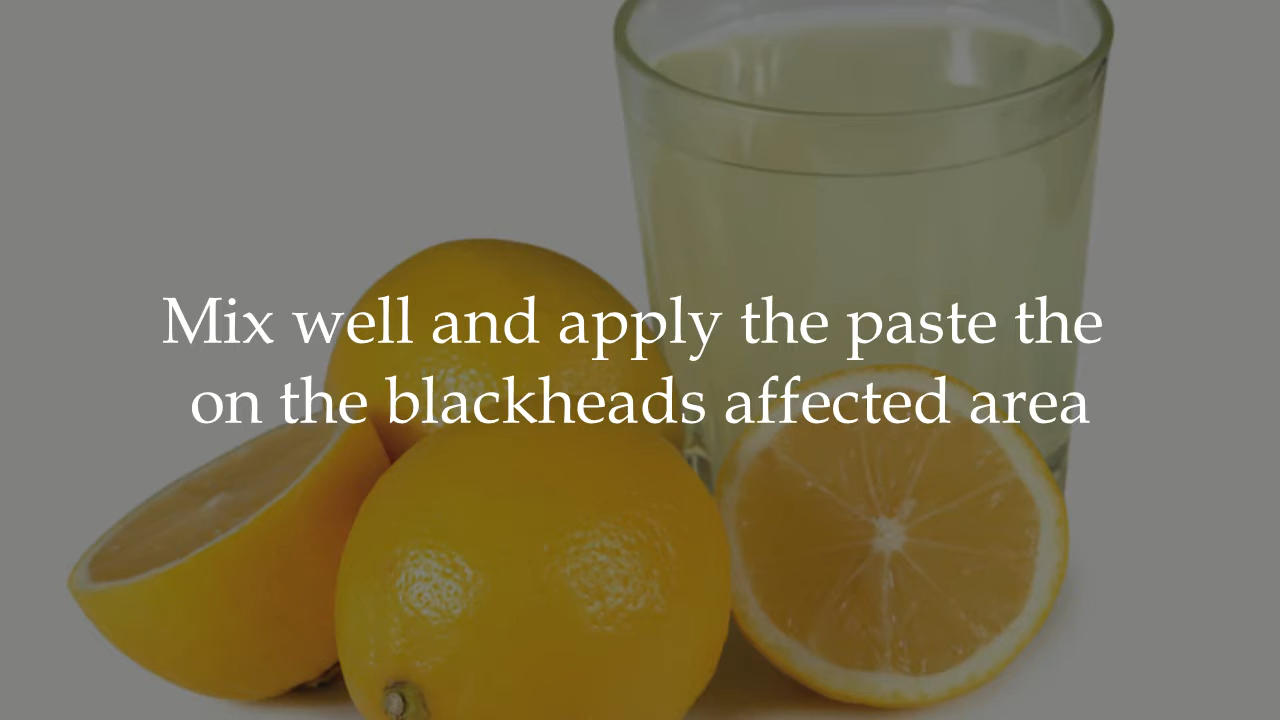 Mix well and apply the paste the
on the blackheads affected area